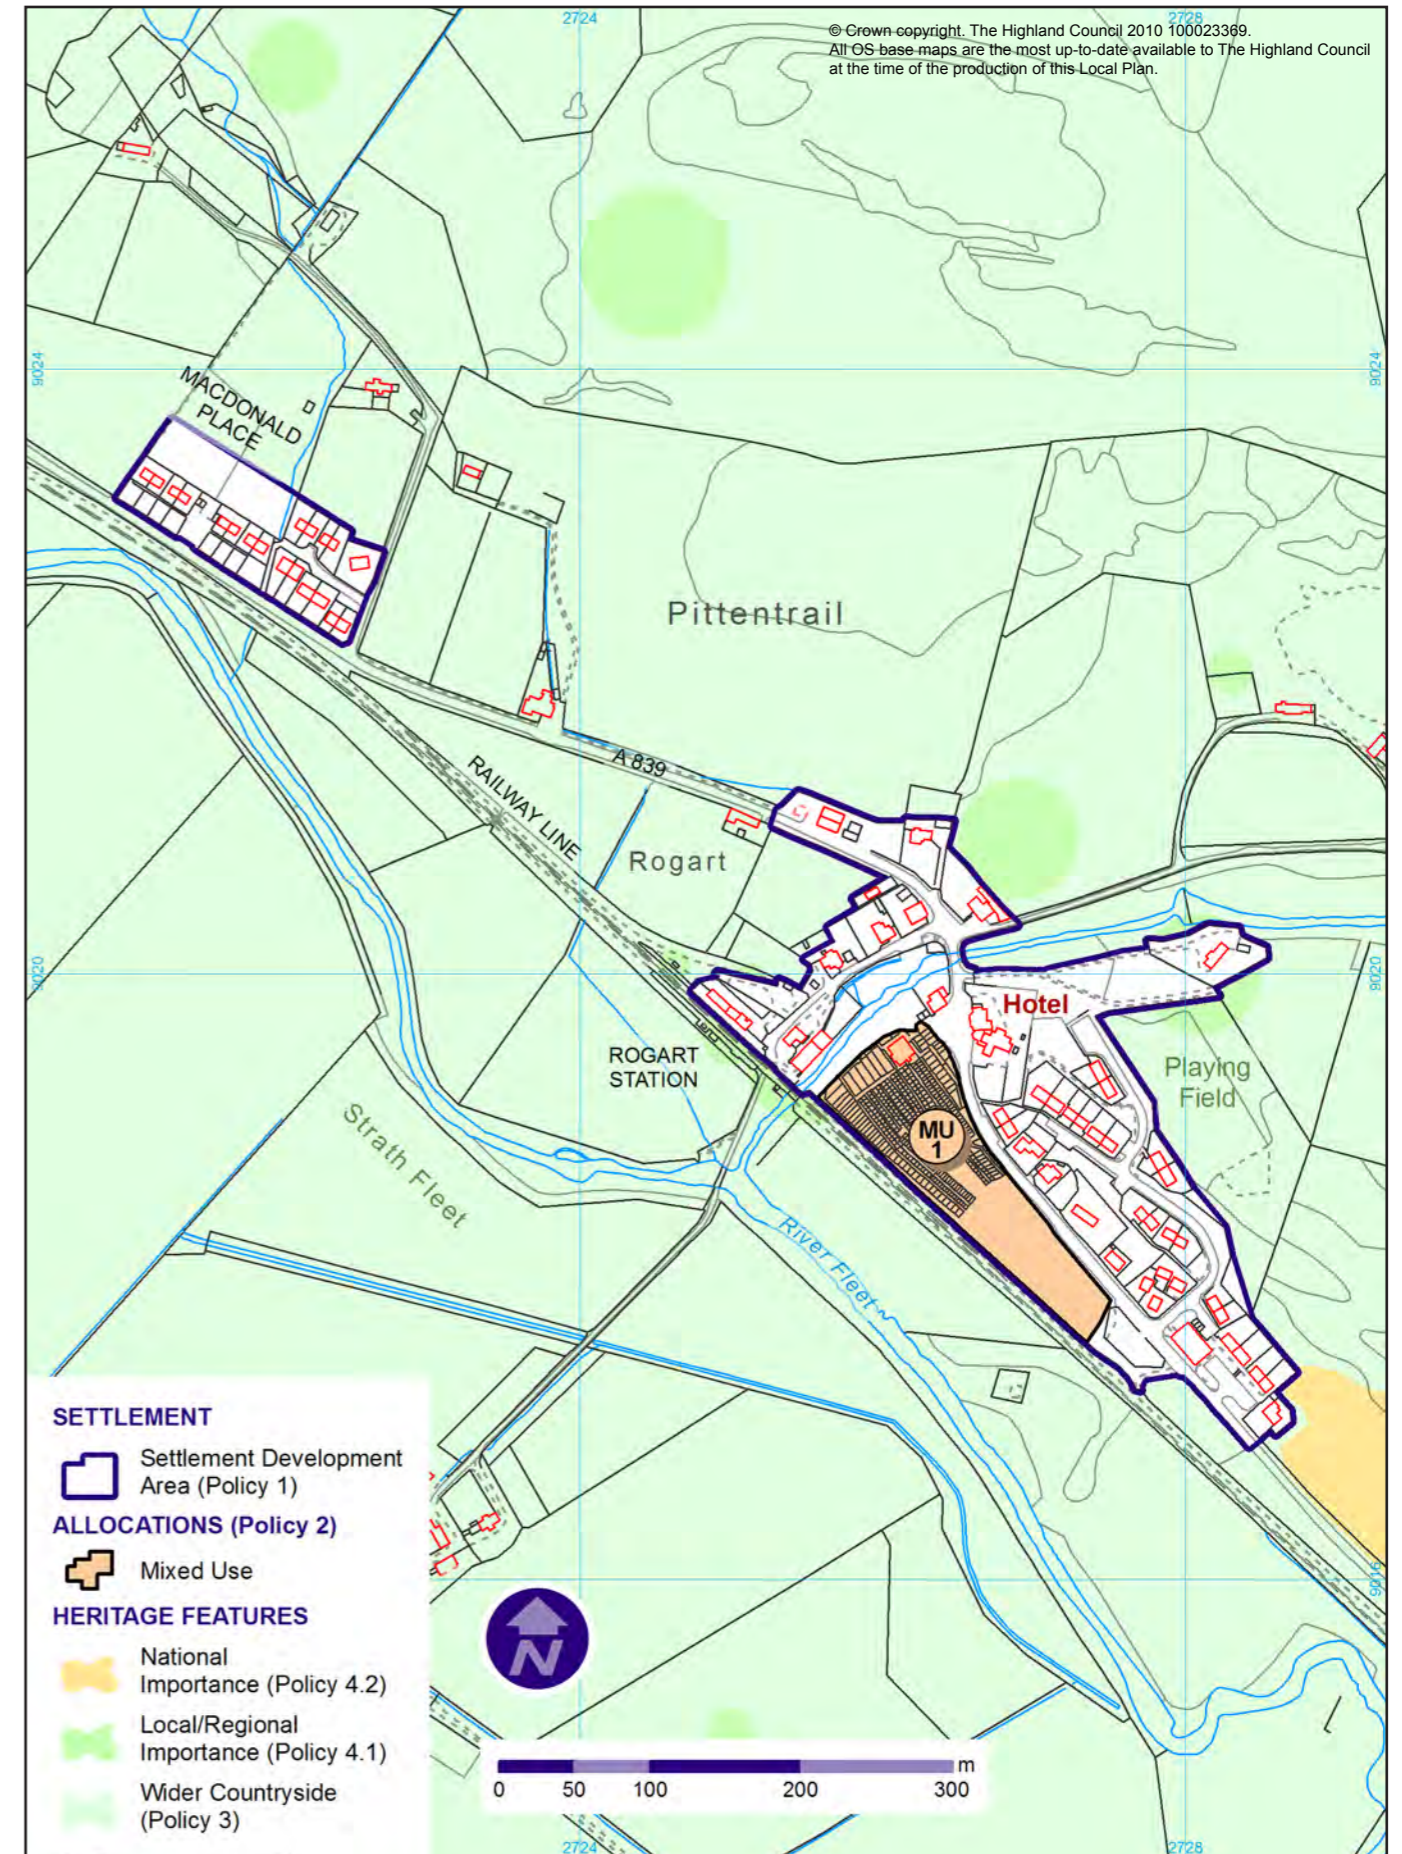 2724
2728
© Crown copyright. The Highland Council 2010 100023369.
All OS base maps are the most up-to-date available to The Highland Council
at the time of the production of this Local Plan.
9024
9024
MACDONALD
PLACE
Pittentrail
A 839
RAILWAY LINE
Rogart
9020
9020
Hotel
ROGART
STATION
Playing
Field
MU
1
Strath Fleet
River Fleet
SETTLEMENT
Settlement Development
Area (Policy 1)
ALLOCATIONS (Policy 2)
Mixed Use
HERITAGE FEATURES
National
Importance (Policy 4.2)
Local/Regional
Importance (Policy 4.1)
Wider Countryside
(Policy 3)
9016
N
m
0 50 100 200 300
2724
2728